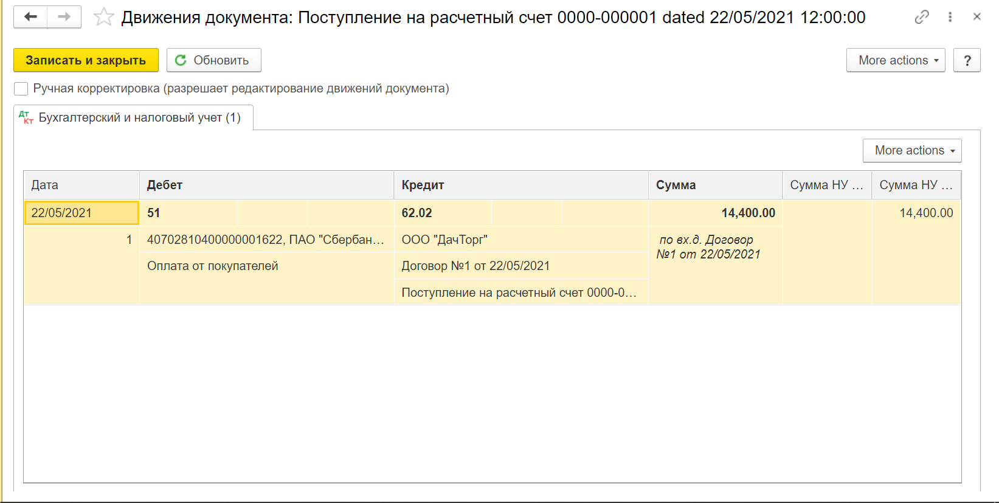 Движения документа: Поступление на расчетный счет 0000-000001 dated 22/05/2021 12:00:00
Записать и закрыть
Обновить
More actions
?
Ручная корректировка (разрешает редактирование движений документа)
Дт
Кт
Бухгалтерский и налоговый учет (1)
More actions
Дата Дебет Кредит Сумма Сумма НУ ... Сумма НУ ...
22/05/2021 51 62.02 14,400.00 14,400.00
1 40702810400000001622, ПАО "Сбербан... ООО "ДачТорг" по вх.д. Договор
№1 от 22/05/2021
Оплата от покупателей Договор №1 от 22/05/2021
Поступление на расчетный счет 0000-0...